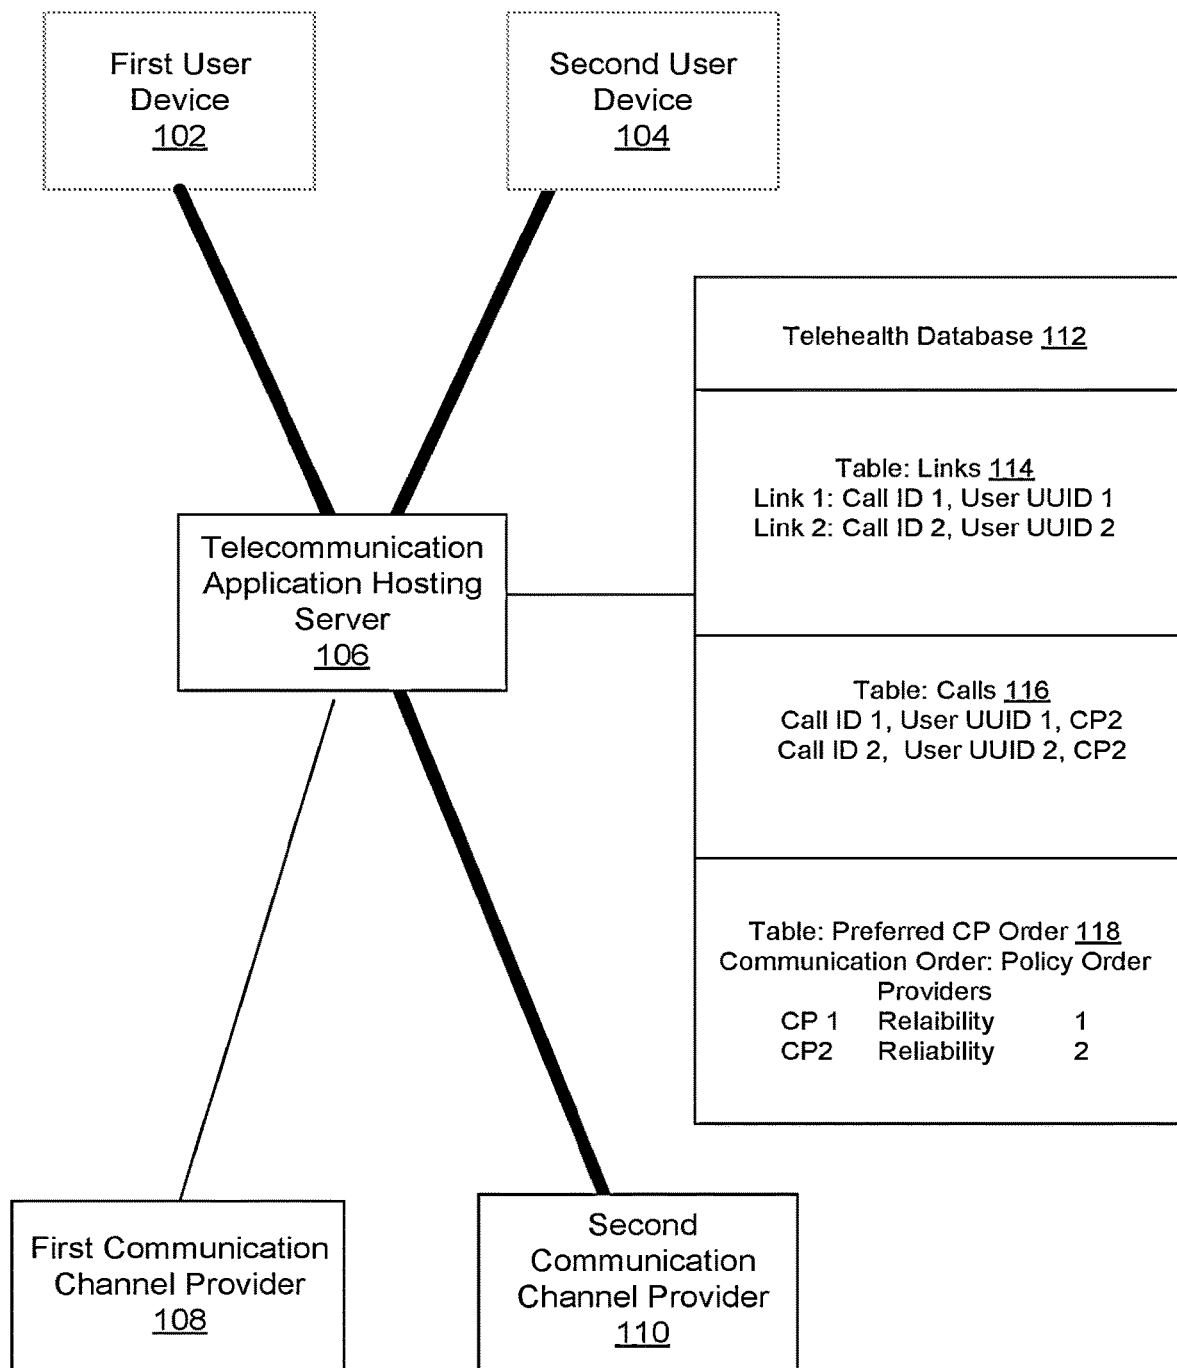 First User
Device
102
Second User
Device
104
Telehealth Database 112
Table: Links 114
Link 1: Call ID 1, User UUID 1
Link 2: Call ID 2, User UUID 2
Telecommunication
Application Hosting
Server
106
Table: Calls 116
Call ID 1, User UUID 1, CP2
Call ID 2, User UUID 2, CP2
Table: Preferred CP Order 118
Communication Order: Policy Order
Providers
CP 1 Relaibility 1
CP2 Reliability 2
First Communication
Channel Provider
108
Second
Communication
Channel Provider
110